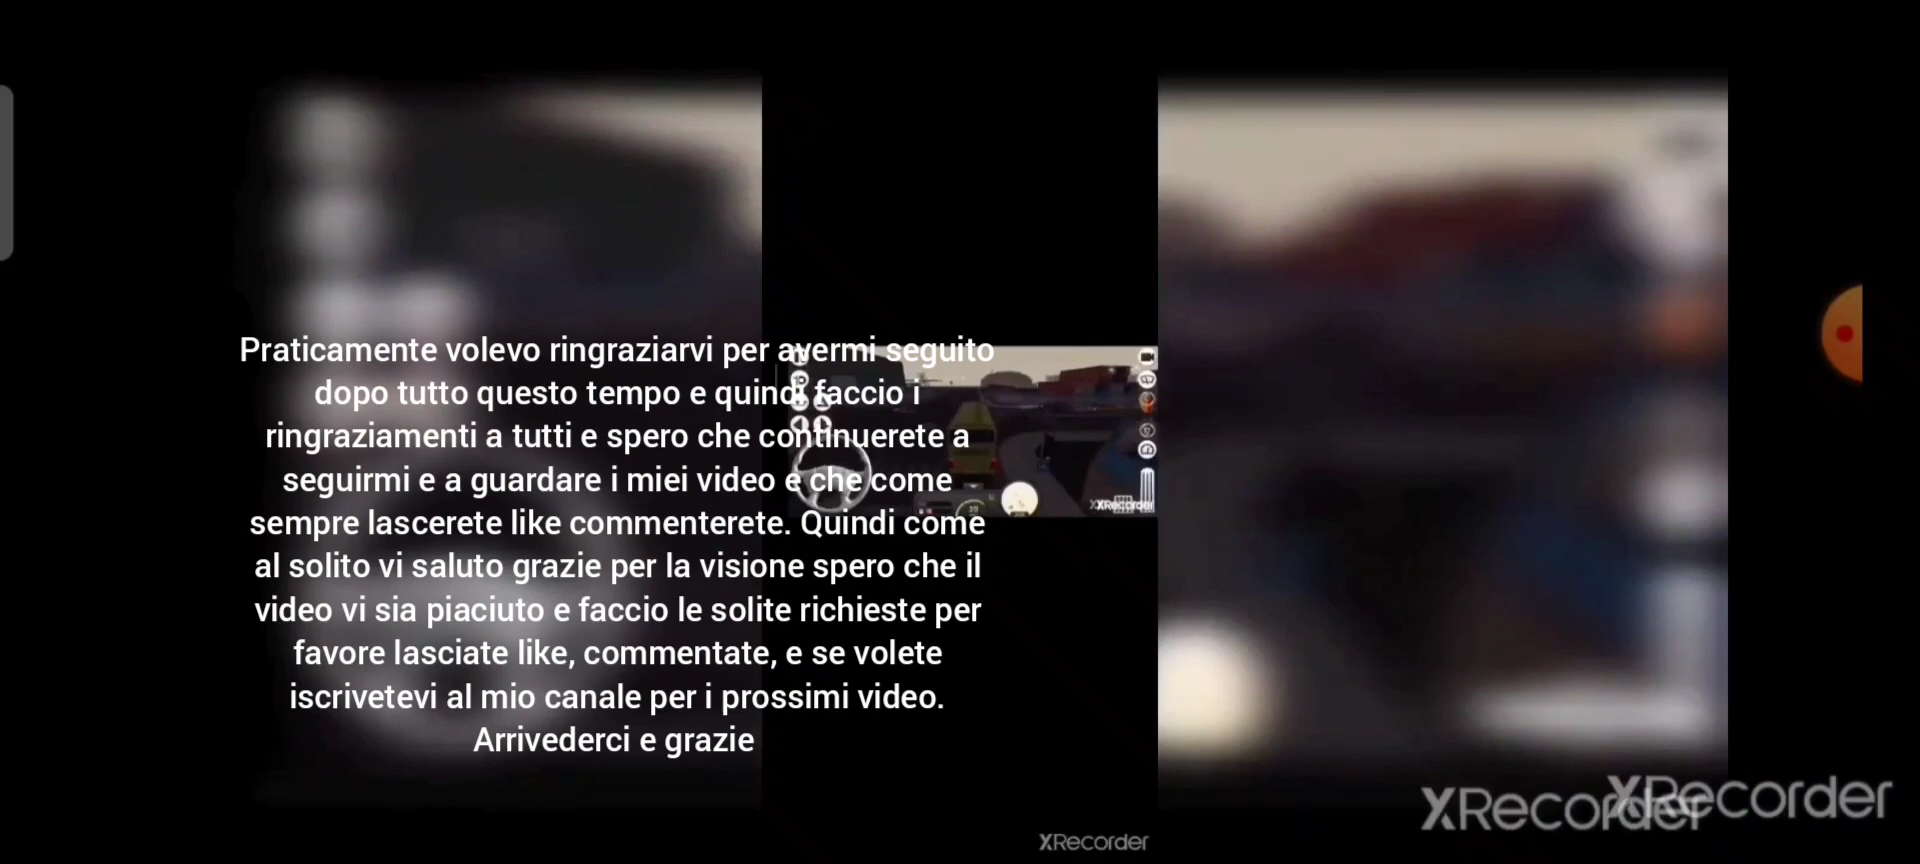 Praticamente volevo ringraziarvi per avermi seguito
dopo tutto questo tempo e quindi faccio i
ringraziamenti a tutti e spero che continuerete a
seguirmi e a guardare i miei video e che come
sempre lascerete like commenterete. Quindi come
al solito vi saluto grazie per la visione spero che il
video vi sia piaciuto e faccio le solite richieste per
favore lasciate like, commentate, e se volete
iscrivetevi al mio canale per i prossimi video.
Arrivederci e grazie
XRecorder
XRecorder
XRecorder
XRecorder